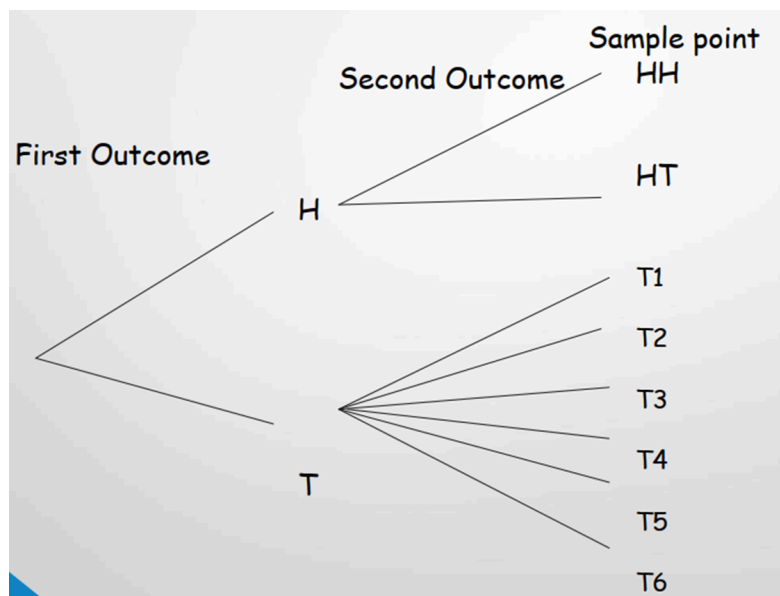 Sample point
Second Outcome
HH
First Outcome
HT
H
T1
T2
T3
T4
T
T5
T6